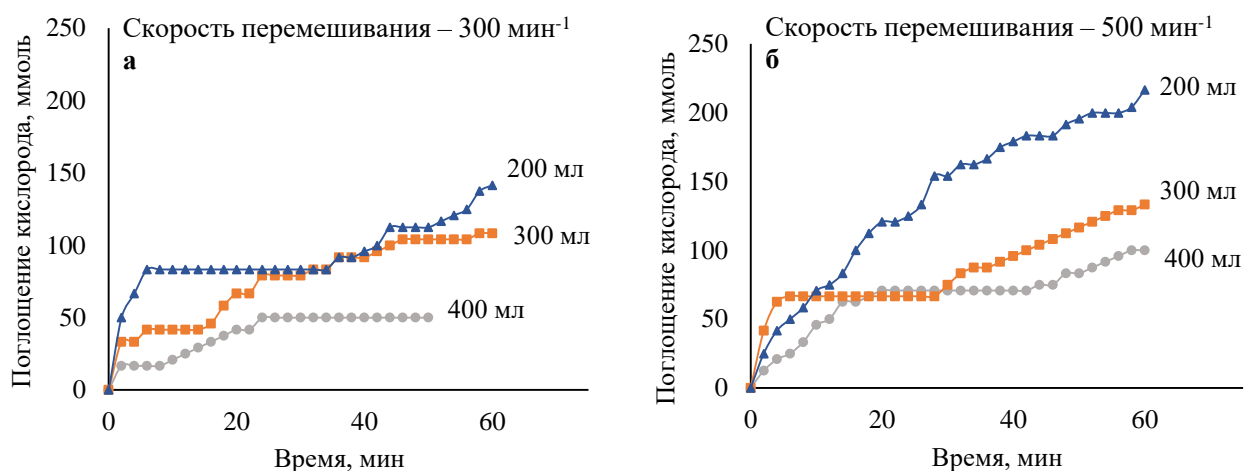 Скорость перемешивания – 300 мин-1
а
Поглощение кислорода, ммоль
250
200
150
100
50
0
200 мл
300 мл
400 мл
0 20 40 60
Время, мин
Скорость перемешивания – 500 мин-1
б
Поглощение кислорода, ммоль
250
200
150
100
50
0
200 мл
300 мл
400 мл
0 20 40 60
Время, мин